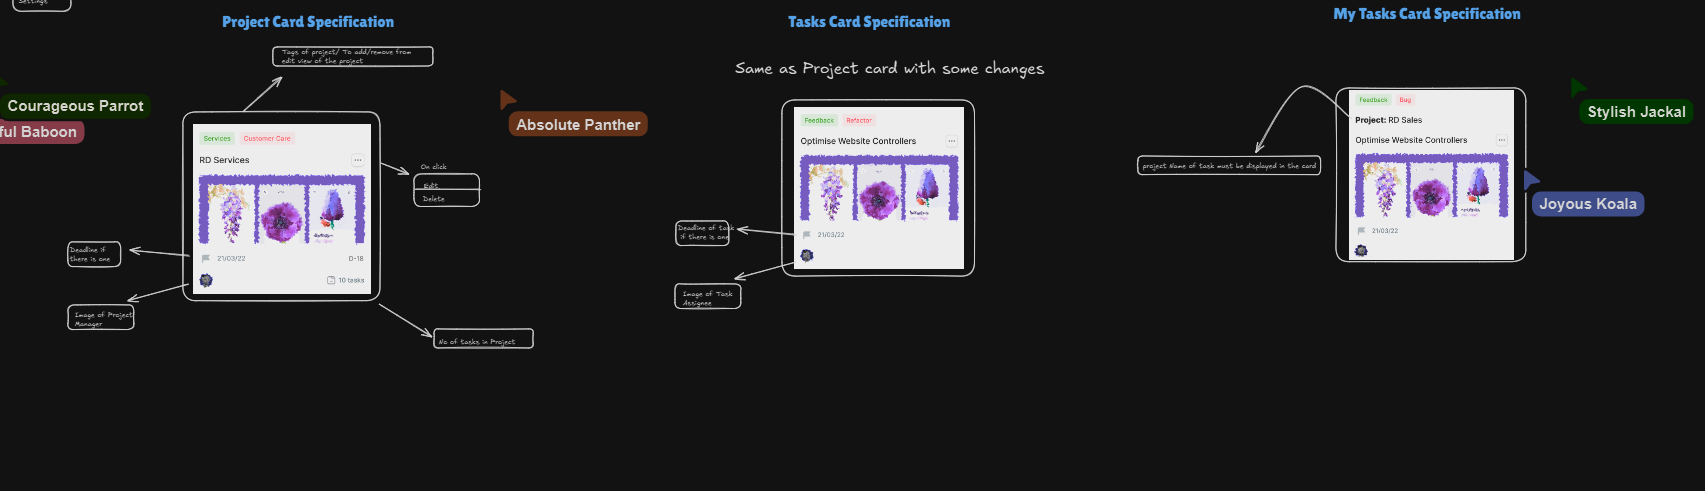 Settings
Project Card Specification
Tags of project/ To add/remove from
edit view of the project
Courageous Parrot
ful Baboon
Absolute Panther
Services
Customer Care
RD Services
On click
Edit
Delete
Deadline if
there is one
21/03/22
D-18
10 tasks
Image of Project
Manager
No of tasks in Project
Tasks Card Specification
Same as Project card with some changes
Feedback
Refactor
Optimise Website Controllers
Deadline of task
if there is one
21/03/22
Image of Task
Assignee
My Tasks Card Specification
Feedback
Bug
Project: RD Sales
Optimise Website Controllers
project Name of task must be displayed in the card
21/03/22
Stylish Jackal
Joyous Koala